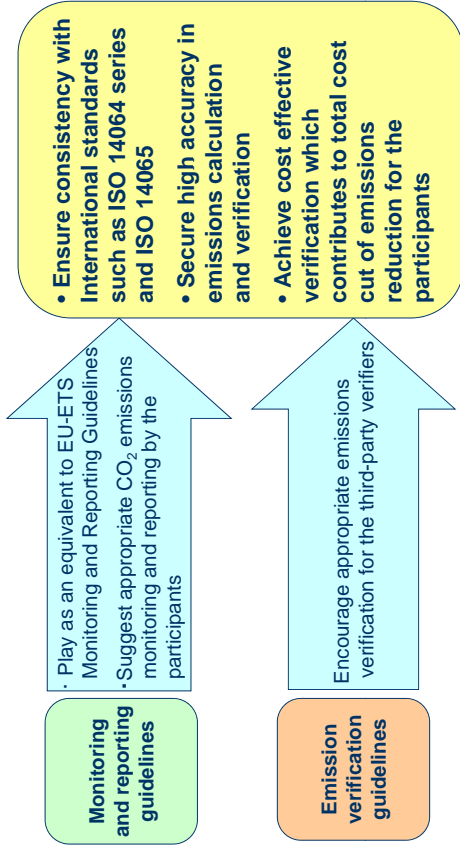 Monitoring
and reporting
guidelines
· Play as an equivalent to EU-ETS
Monitoring and Reporting Guidelines
· Suggest appropriate CO₂ emissions
monitoring and reporting by the
participants
Emission
verification
guidelines
Encourage appropriate emissions
verification for the third-party verifiers
• Ensure consistency with
International standards
such as ISO 14064 series
and ISO 14065
• Secure high accuracy in
emissions calculation
and verification
• Achieve cost effective
verification which
contributes to total cost
cut of emissions
reduction for the
participants